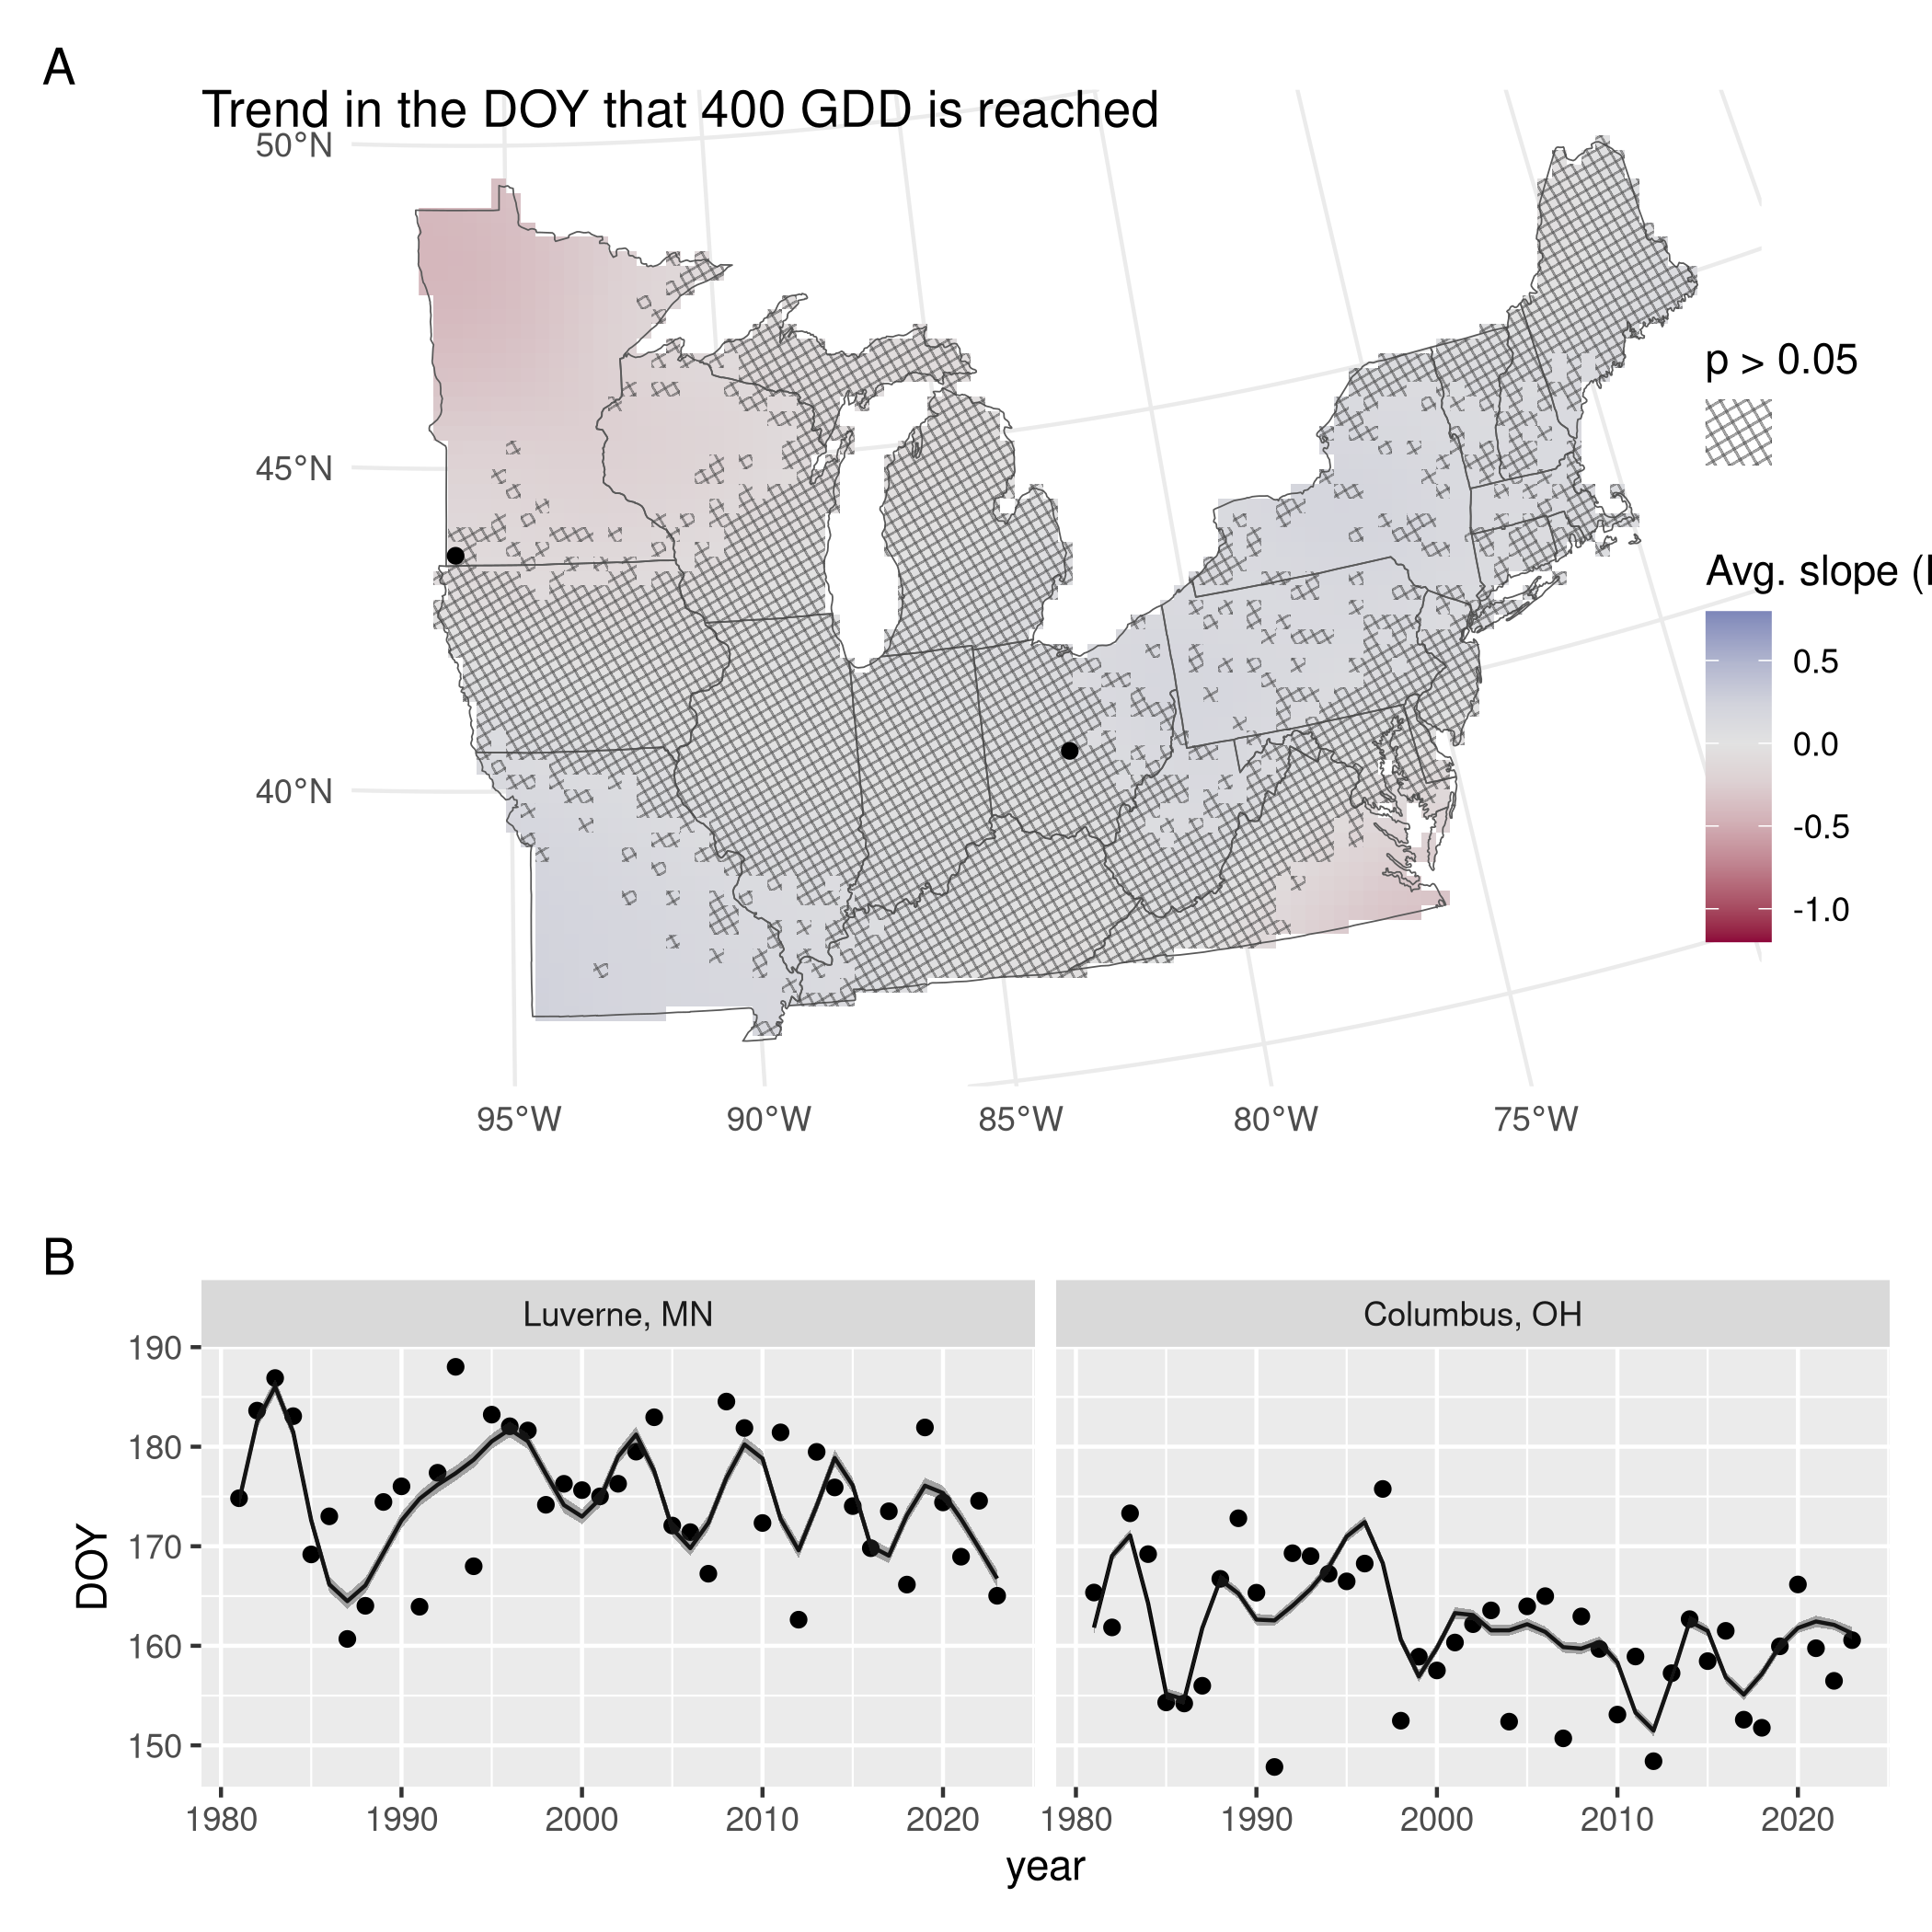 A
Trend in the DOY that 400 GDD is reached
50°N
45°N
40°N
95°W 90°W 85°W 80°W 75°W
p > 0.05
Avg. slope (
0.5
0.0
-0.5
-1.0
B
Luverne, MN Columbus, OH
DOY
190
180
170
160
150
1980 1990 2000 2010 2020 1980 1990 2000 2010 2020
year